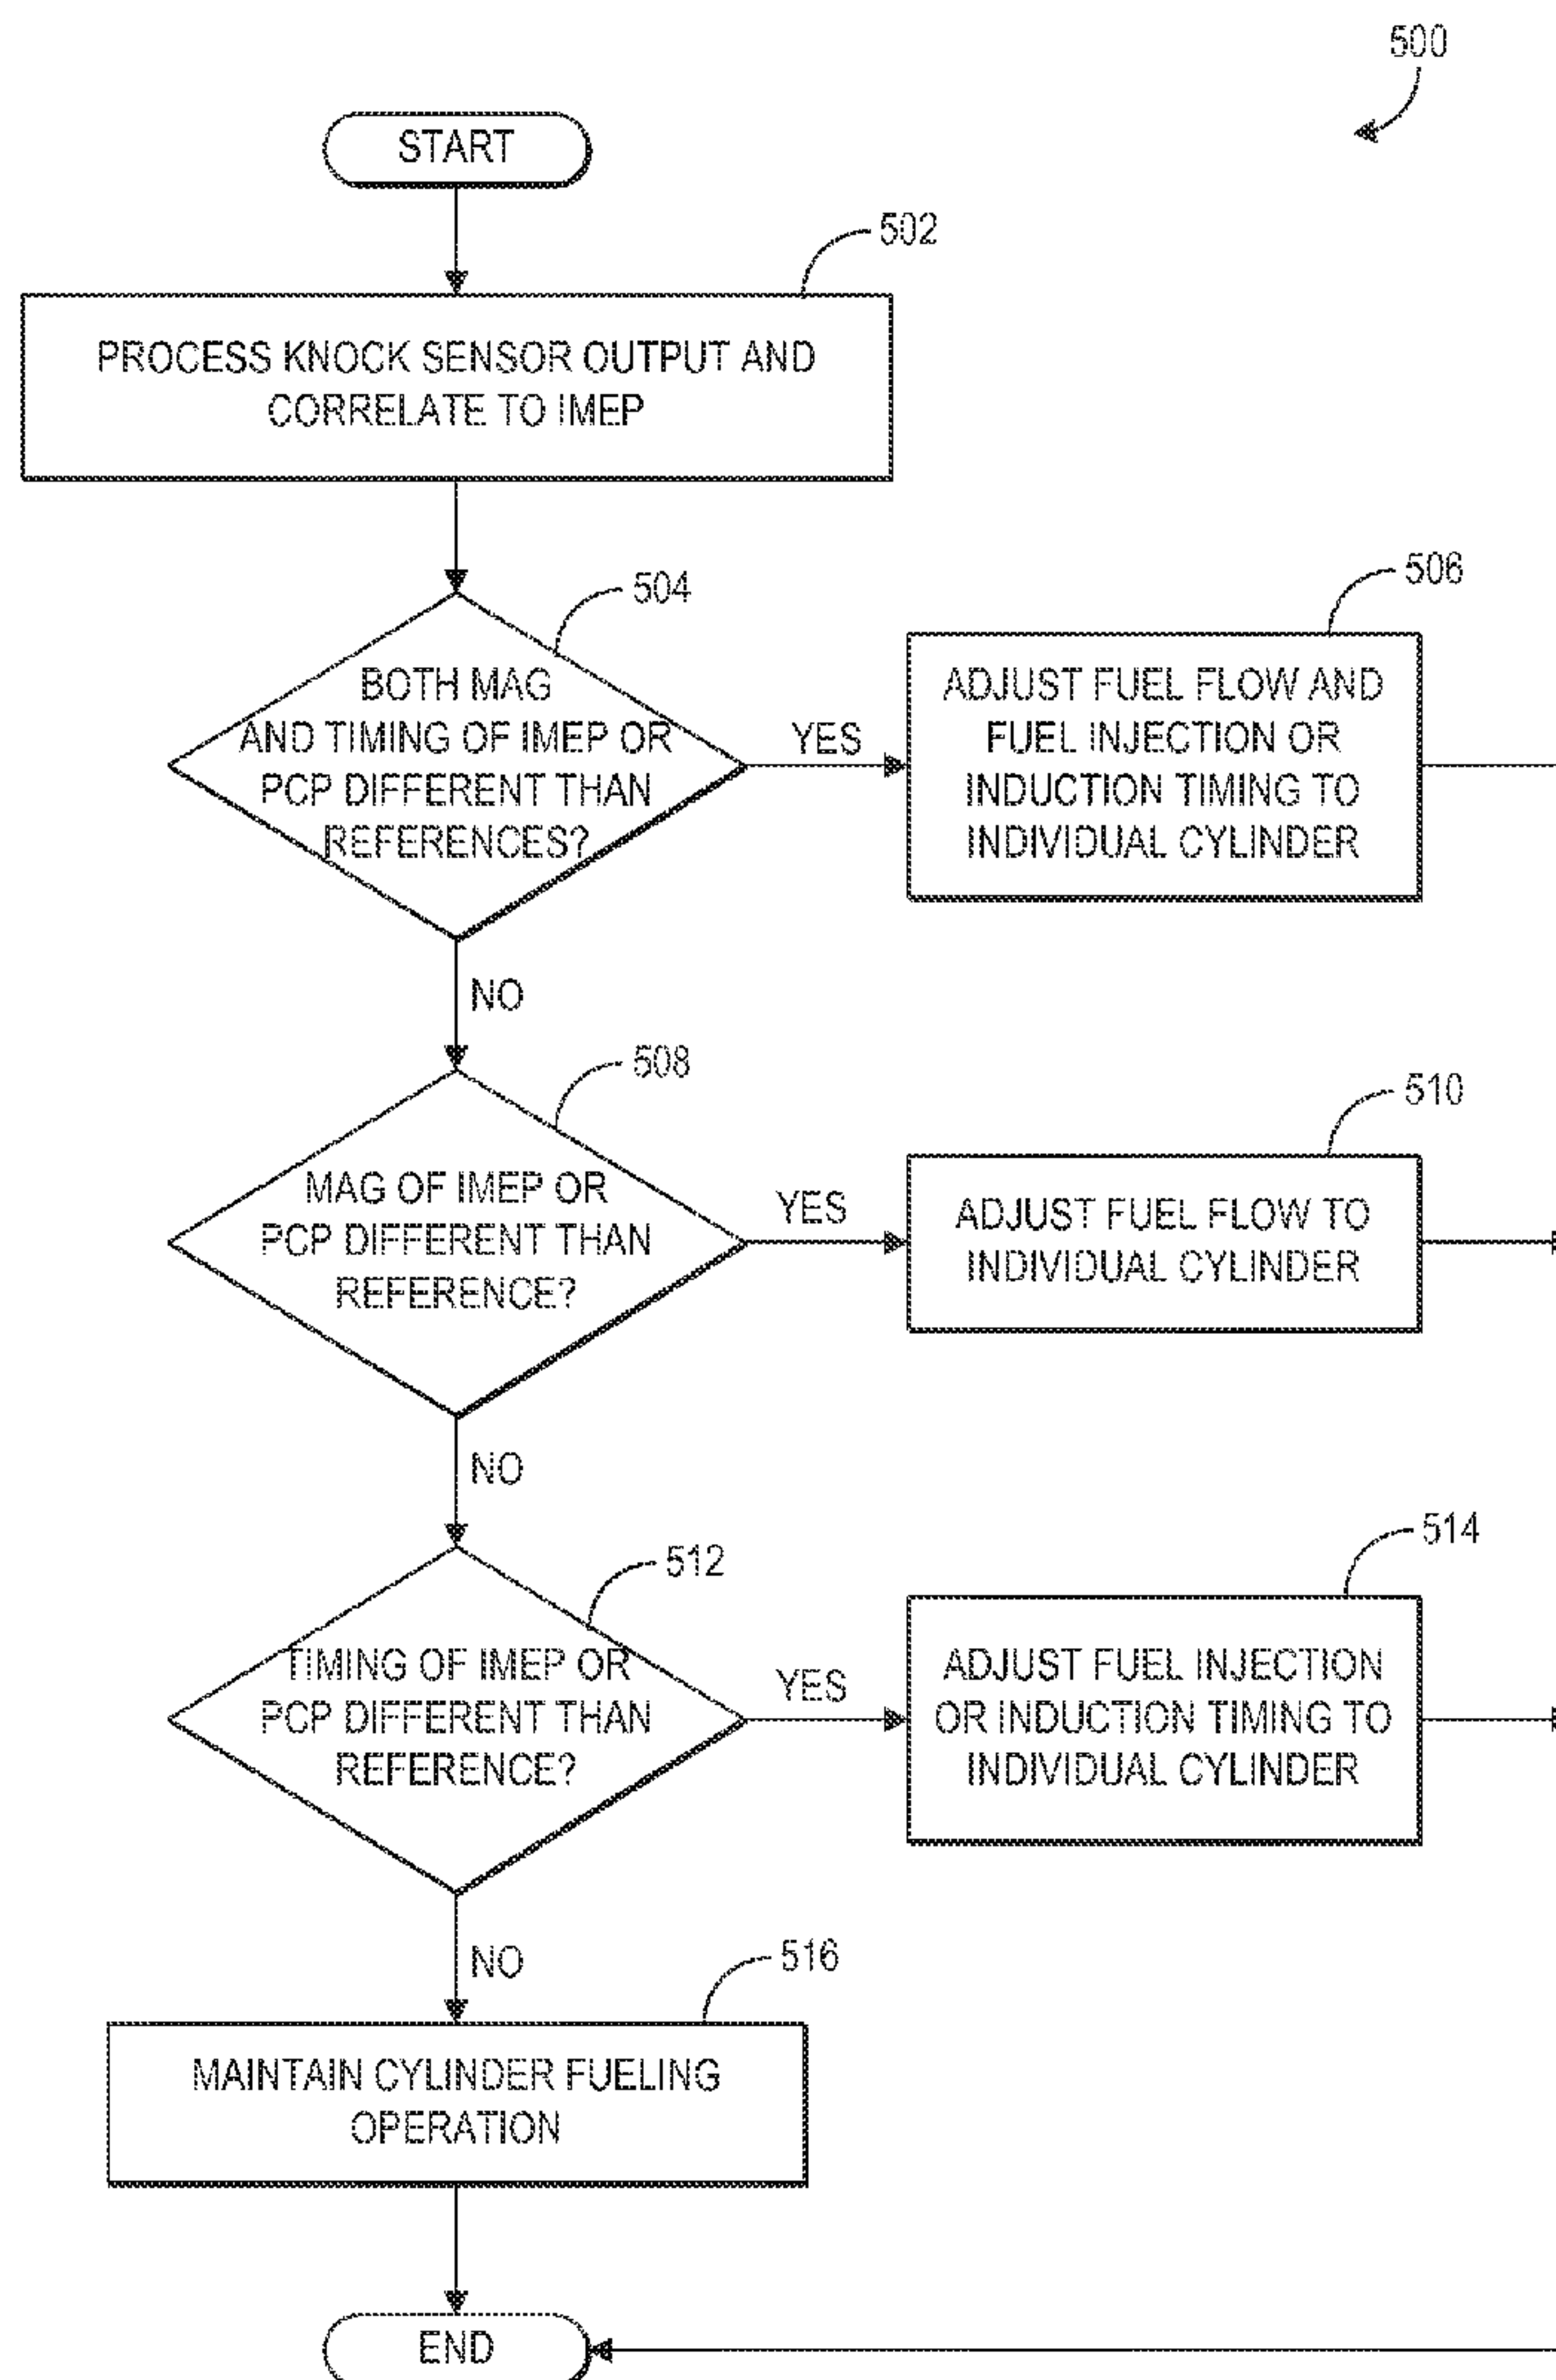 500
START
502
PROCESS KNOCK SENSOR OUTPUT AND
CORRELATE TO IMEP
504
BOTH MAG
AND TIMING OF IMEP OR
PCP DIFFERENT THAN
REFERENCES?
YES
506
ADJUST FUEL FLOW AND
FUEL INJECTION OR
INDUCTION TIMING TO
INDIVIDUAL CYLINDER
NO
508
MAG OF IMEP OR
PCP DIFFERENT THAN
REFERENCE?
YES
510
ADJUST FUEL FLOW TO
INDIVIDUAL CYLINDER
NO
512
TIMING OF IMEP OR
PCP DIFFERENT THAN
REFERENCE?
YES
514
ADJUST FUEL INJECTION
OR INDUCTION TIMING TO
INDIVIDUAL CYLINDER
NO
516
MAINTAIN CYLINDER FUELING
OPERATION
END